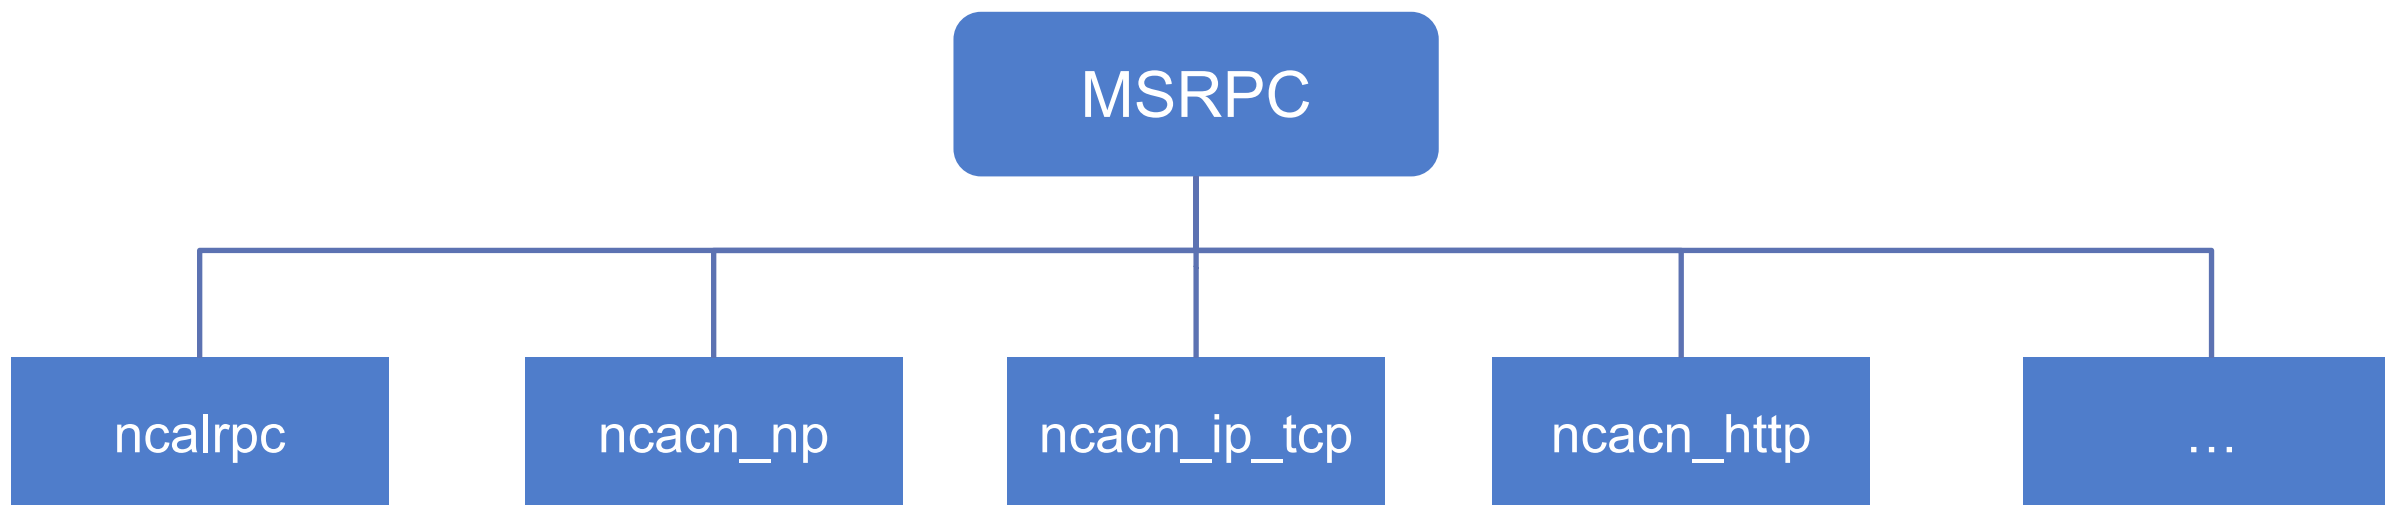 MSRPC
ncalrpc
ncacn_np
ncacn_ip_tcp
ncacn_http
…